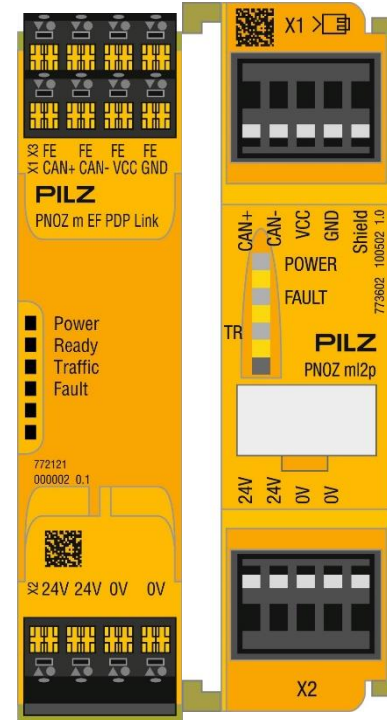 X3 FE FE FE FE
X1 CAN+ CAN- VCC GND
PILZ
PNOZ m EF PDP Link
Power
Ready
Traffic
Fault
772121
000002 0.1
X2 24V 24V 0V 0V
X1
CAN+ CAN- VCC GND Shield
773602 100502 1.0
POWER
FAULT
TR
PILZ
PNOZ ml2p
24V 24V 0V 0V
X2